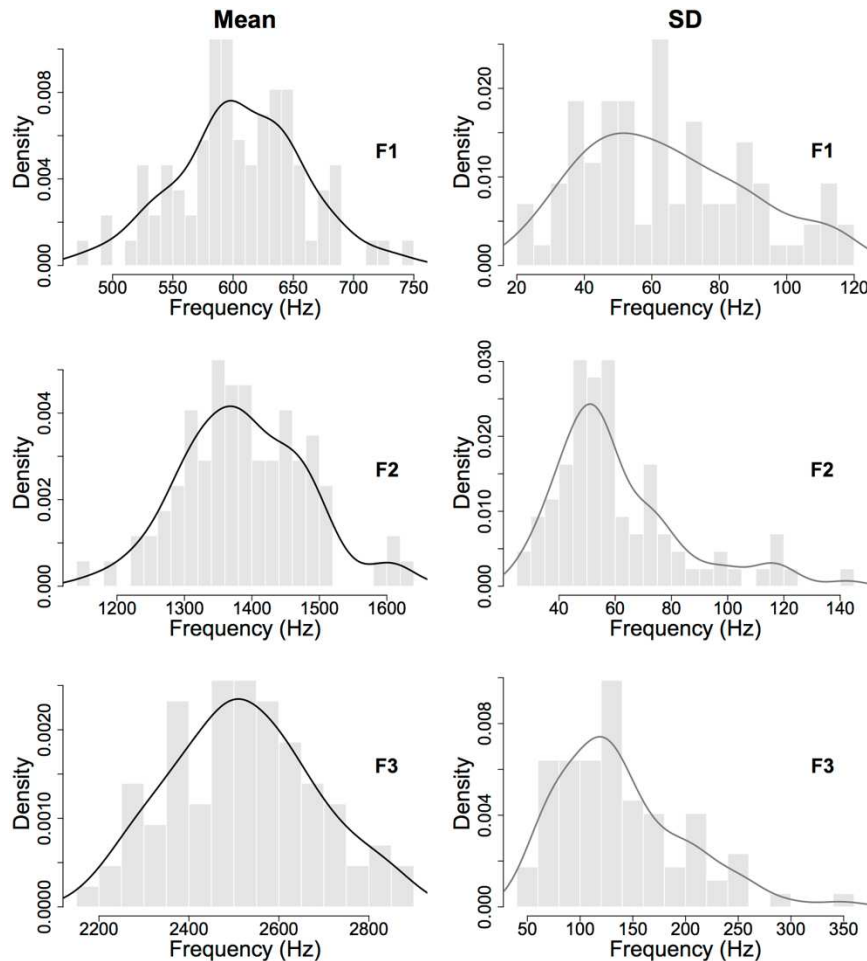 Mean
SD
Density
0.000 0.004 0.008
F1
500 550 600 650 700 750
Frequency (Hz)
Density
0.000 0.010 0.020
F1
20 40 60 80 100 120
Frequency (Hz)
Density
0.000 0.002 0.004
F2
1200 1300 1400 1500 1600
Frequency (Hz)
Density
0.000 0.010 0.020 0.030
F2
40 60 80 100 120 140
Frequency (Hz)
Density
0.0000 0.0010 0.0020
F3
2200 2400 2600 2800
Frequency (Hz)
Density
0.000 0.004 0.008
F3
50 100 150 200 250 300 350
Frequency (Hz)